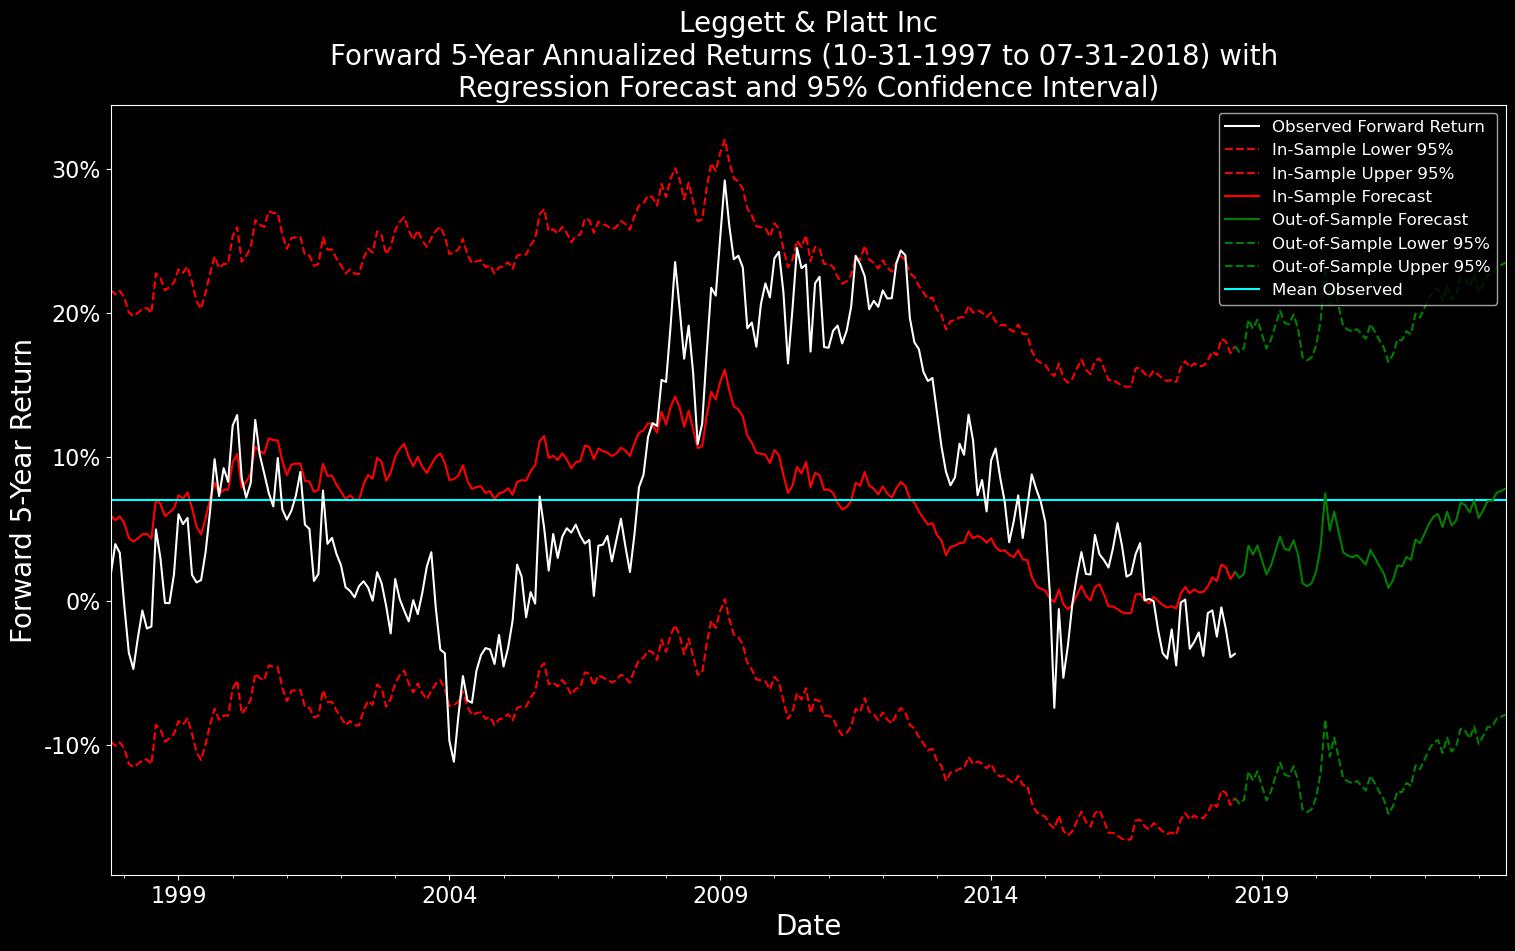 Leggett & Platt Inc
Forward 5-Year Annualized Returns (10-31-1997 to 07-31-2018) with
Regression Forecast and 95% Confidence Interval)
Observed Forward Return
In-Sample Lower 95%
In-Sample Upper 95%
In-Sample Forecast
Out-of-Sample Forecast
Out-of-Sample Lower 95%
Out-of-Sample Upper 95%
Mean Observed
Forward 5-Year Return
30%
20%
10%
0%
-10%
1999 2004 2009 2014 2019
Date